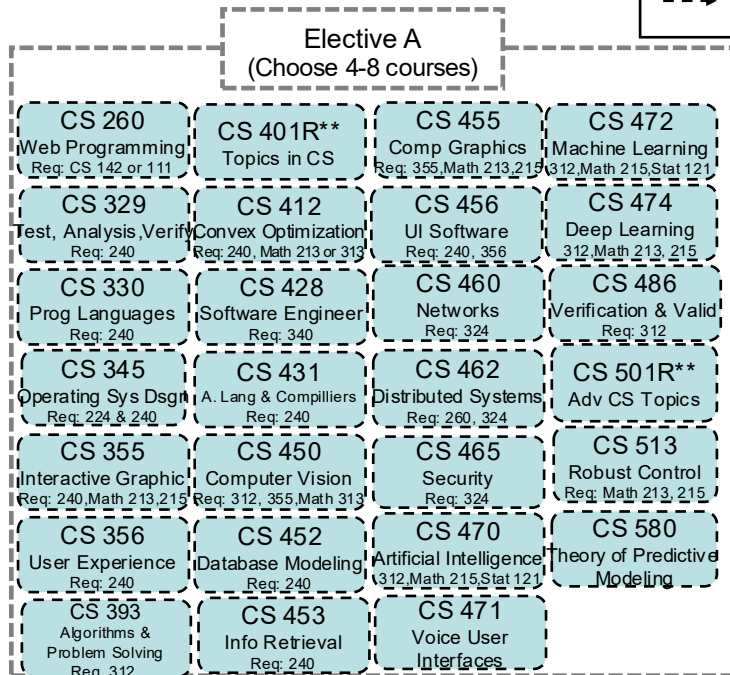 Elective A
(Choose 4-8 courses)
CS 260
Web Programming
Req: CS 142 or 111
CS 329
Test, Analysis,Verify
Req: 240
CS 330
Prog Languages
Req: 240
CS 345
Operating Sys Dsgn
Req: 224 & 240
CS 355
Interactive Graphic
Req: 240,Math 213,215
CS 356
User Experience
Req: 240
CS 393
Algorithms &
Problem Solving
Req. 312
CS 401R**
Topics in CS
CS 412
Convex Optimization
Req: 240, Math 213 or 313
CS 428
Software Engineer
Req: 340
CS 431
A. Lang & Compilliers
Req: 240
CS 450
Computer Vision
Req: 312, 355,Math 313
CS 452
Database Modeling
Req: 240
CS 453
Info Retrieval
Req: 240
CS 455
Comp Graphics
Req: 355,Math 213,215
CS 456
UI Software
Req: 240, 356
CS 460
Networks
Req: 324
CS 462
Distributed Systems
Req: 260, 324
CS 465
Security
Req: 324
CS 470
Artificial Intelligence
312,Math 215,Stat 121
CS 471
Voice User
Interfaces
CS 472
Machine Learning
312,Math 215,Stat 121
CS 474
Deep Learning
312,Math 213, 215
CS 486
Verification & Valid
Req: 312
CS 501R**
Adv CS Topics
CS 513
Robust Control
Req: Math 213, 215
CS 580
Theory of Predictive
Modeling